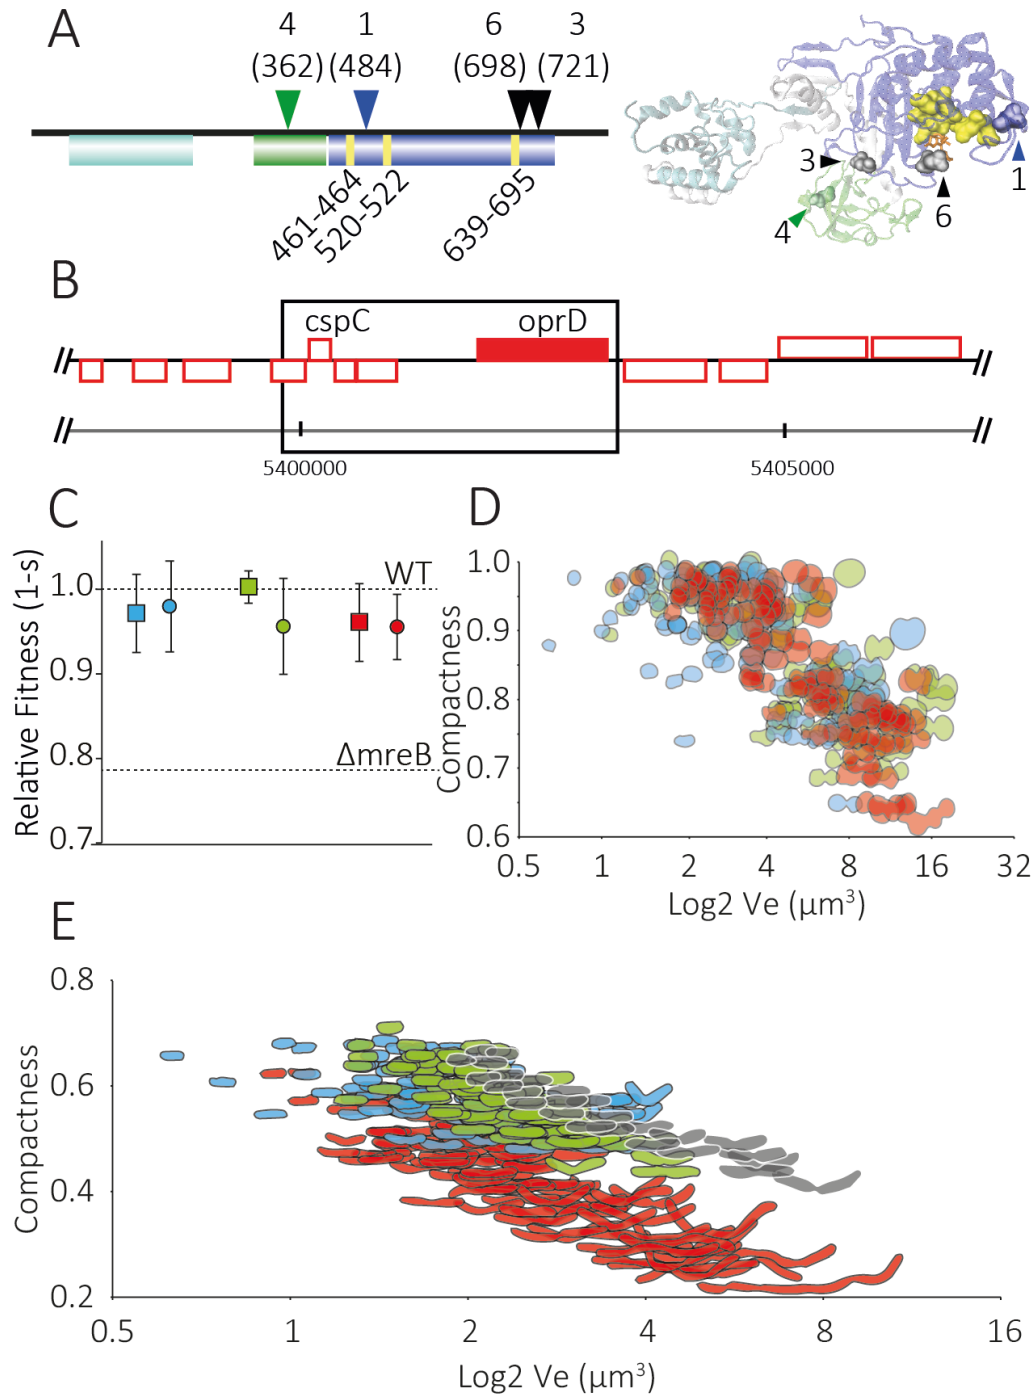 A
4 1 6 3
(362) (484) (698) (721)
461-464
520-522
639-695
3
4
6
1
B
cspC oprD
5400000 5405000
C
Relative Fitness (1-s)
1.0
0.9
0.8
0.7
WT
ΔmreB
D
Compactness
1.0
0.9
0.8
0.7
0.6
0.5 1 2 4 8 16 32
Log2 Ve (µm³)
E
Compactness
0.8
0.6
0.4
0.2
0.5 1 2 4 8 16
Log2 Ve (µm³)